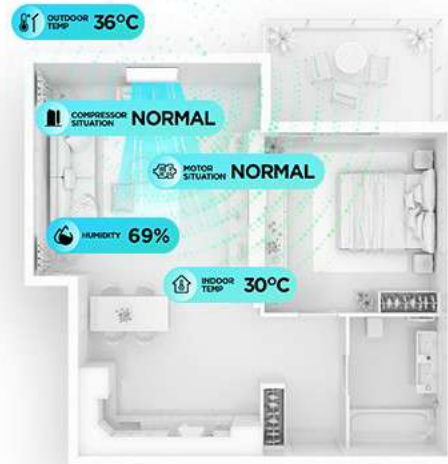 OUTDOOR
TEMP
36°C
COMPRESSOR
SITUATION
NORMAL
MOTOR
SITUATION
NORMAL
HUMIDITY 69%
INDOOR
TEMP
30°C